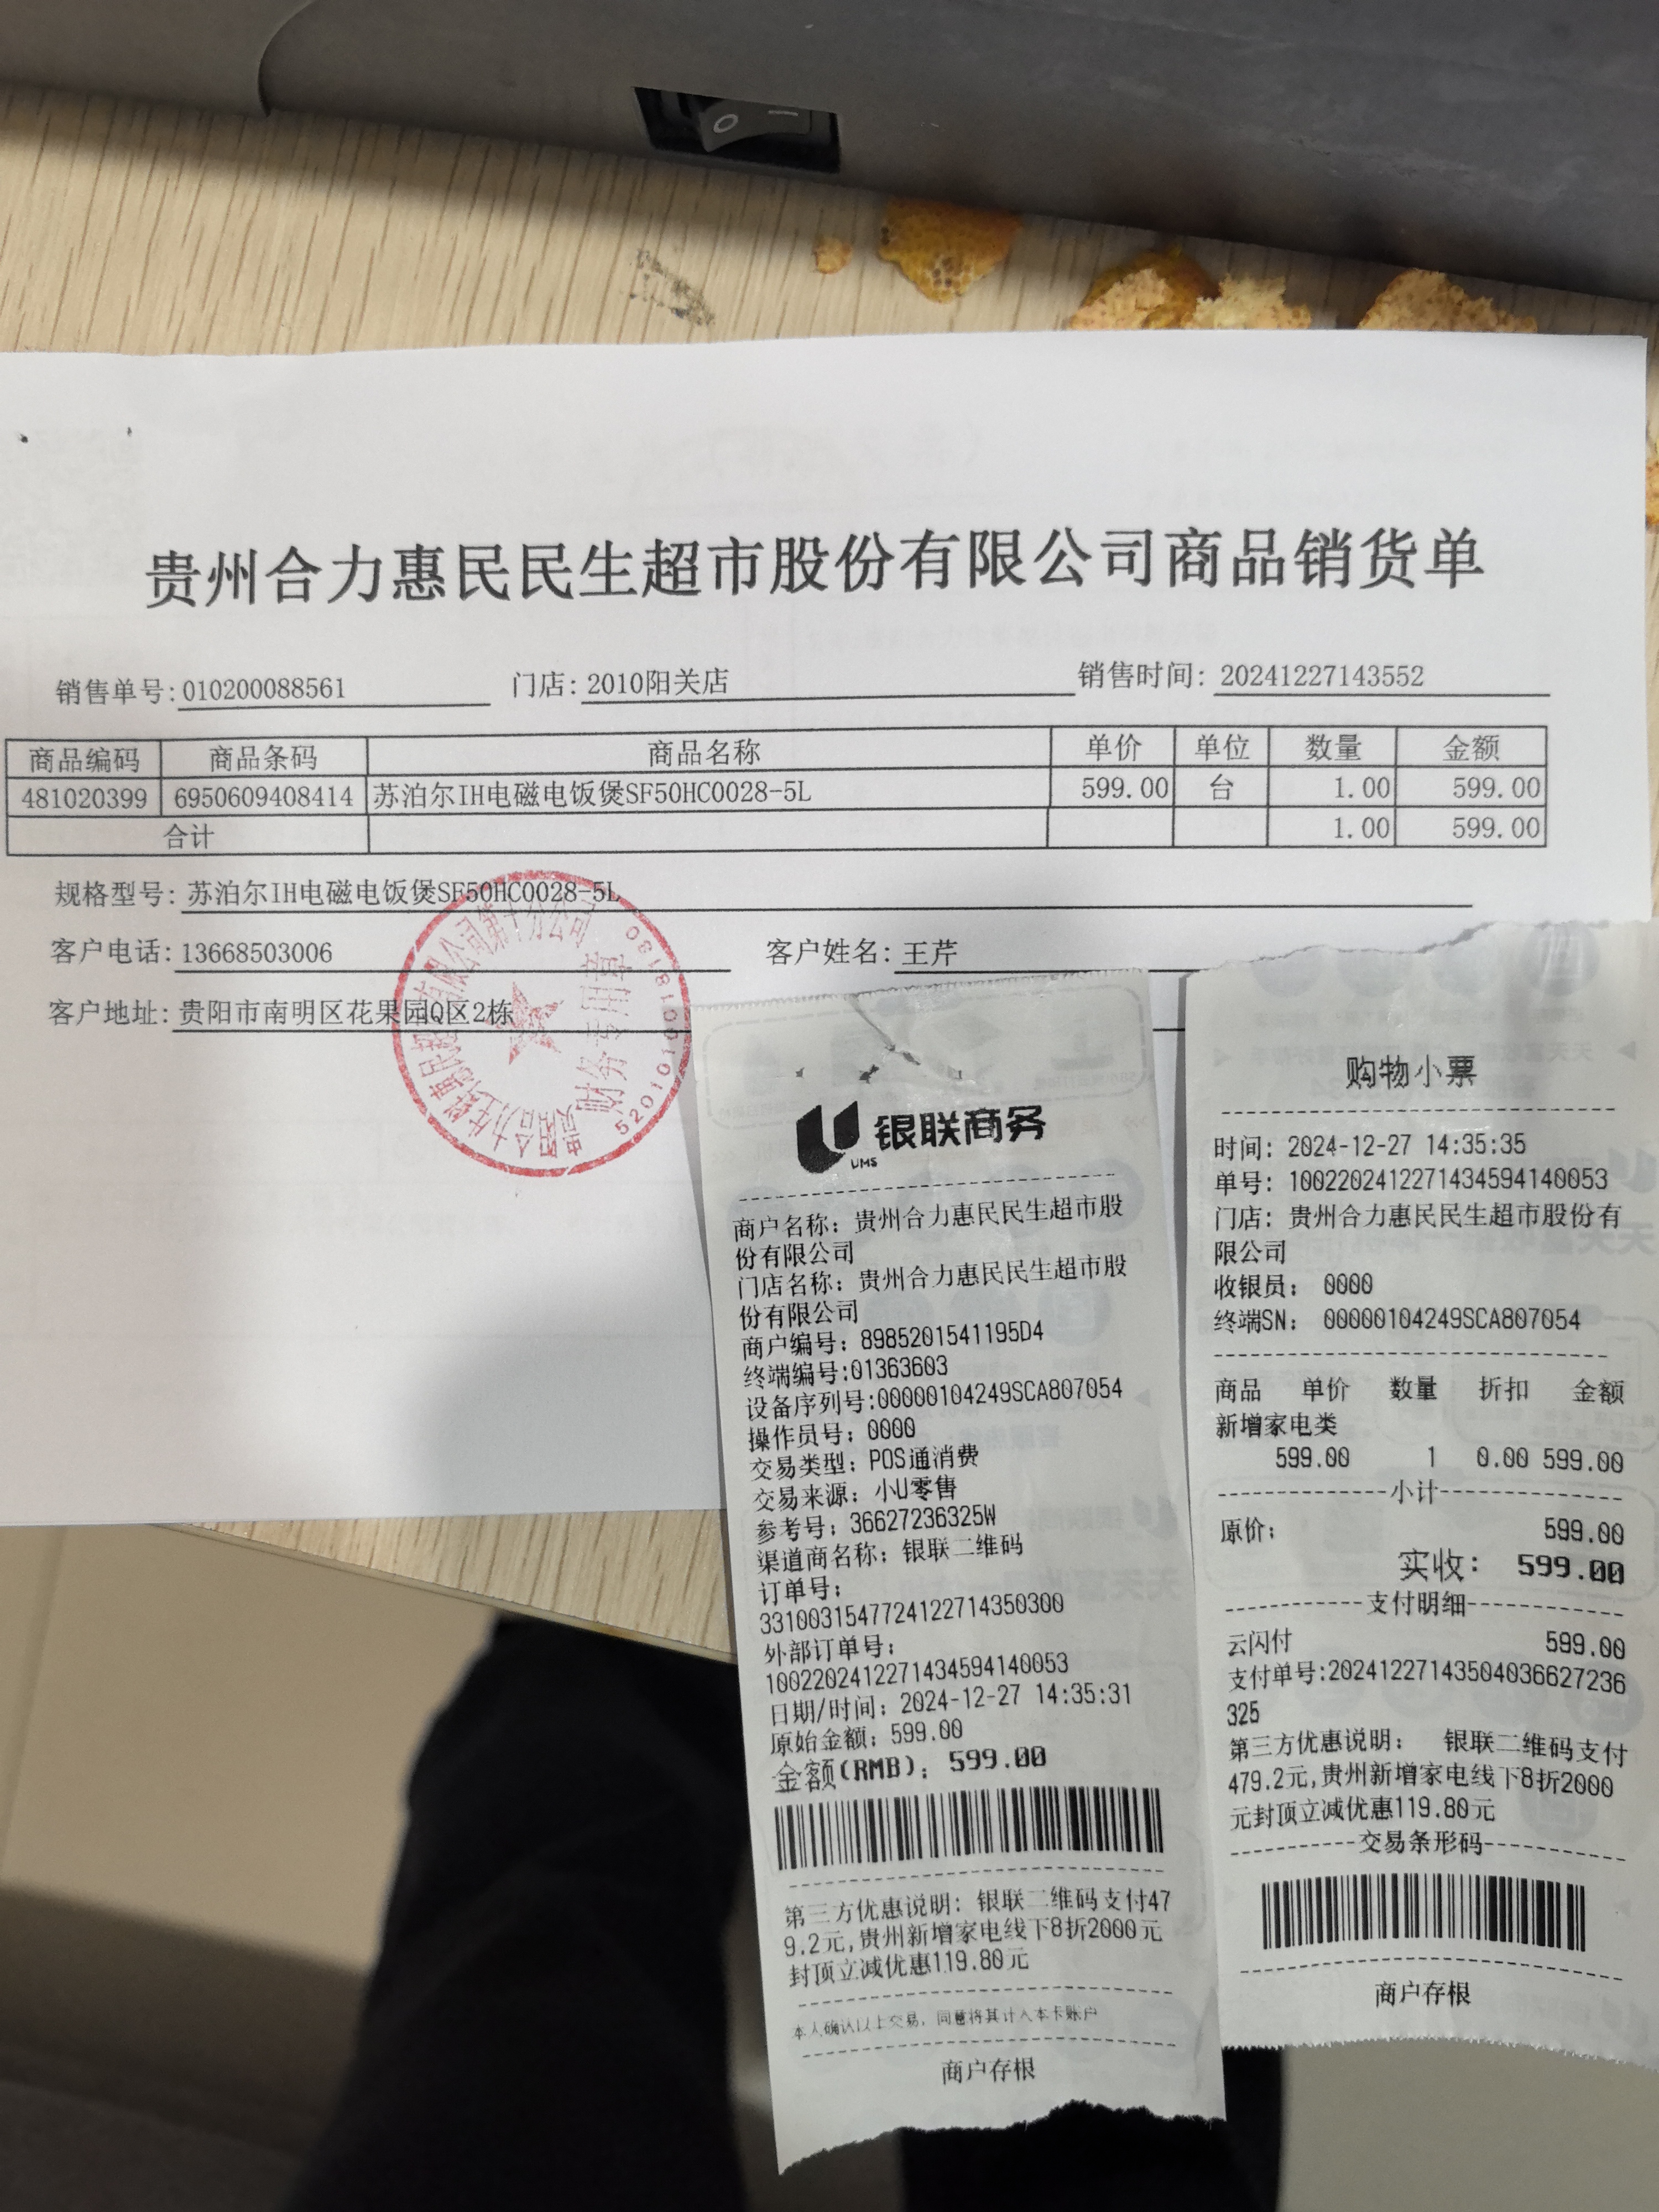 贵州合力惠民民生超市股份有限公司商品销货单
销售单号:010200088561 门店:2010阳关店 销售时间:20241227143552
商品编码 商品条码 商品名称 单价 单位 数量 金额
481020399 6950609408414 苏泊尔IH电磁电饭煲SF50HC0028-5L 599.00 台 1.00 599.00
合计 1.00 599.00
规格型号:苏泊尔IH电磁电饭煲SF50HC0028-5L
客户电话:13668503006 客户姓名:王芹
客户地址:贵阳市南明区花果园Q区2栋
财务专用章
银联商务
UMS
商户名称：贵州合力惠民民生超市股
份有限公司
门店名称：贵州合力惠民民生超市股
份有限公司
商户编号：8985201541195D4
终端编号:01363603
设备序列号:00000104249SCA807054
操作员号：0000
交易类型：POS通消费
交易来源：小U零售
参考号：36627236325W
渠道商名称：银联二维码
订单号：
33100315477241227143503​00
外部订单号：
1002202412271434594140053
日期/时间：2024-12-27 14:35:31
原始金额：599.00
金额(RMB)：599.00
第三方优惠说明：银联二维码支付47
9.2元,贵州新增家电线下8折2000元
封顶立减优惠119.80元
本人确认以上交易，同意将其计入本卡账户
商户存根
购物小票
时间：2024-12-27 14:35:35
单号：1002202412271434594140053
门店：贵州合力惠民民生超市股份有
限公司
收银员：0000
终端SN：00000104249SCA807054
商品 单价 数量 折扣 金额
新增家电类
599.00 1 0.00 599.00
小计
原价： 599.00
实收：599.00
支付明细
云闪付 599.00
支付单号:20241227143504036627236
325
第三方优惠说明： 银联二维码支付
479.2元,贵州新增家电线下8折2000
元封顶立减优惠119.80元
交易条形码
商户存根